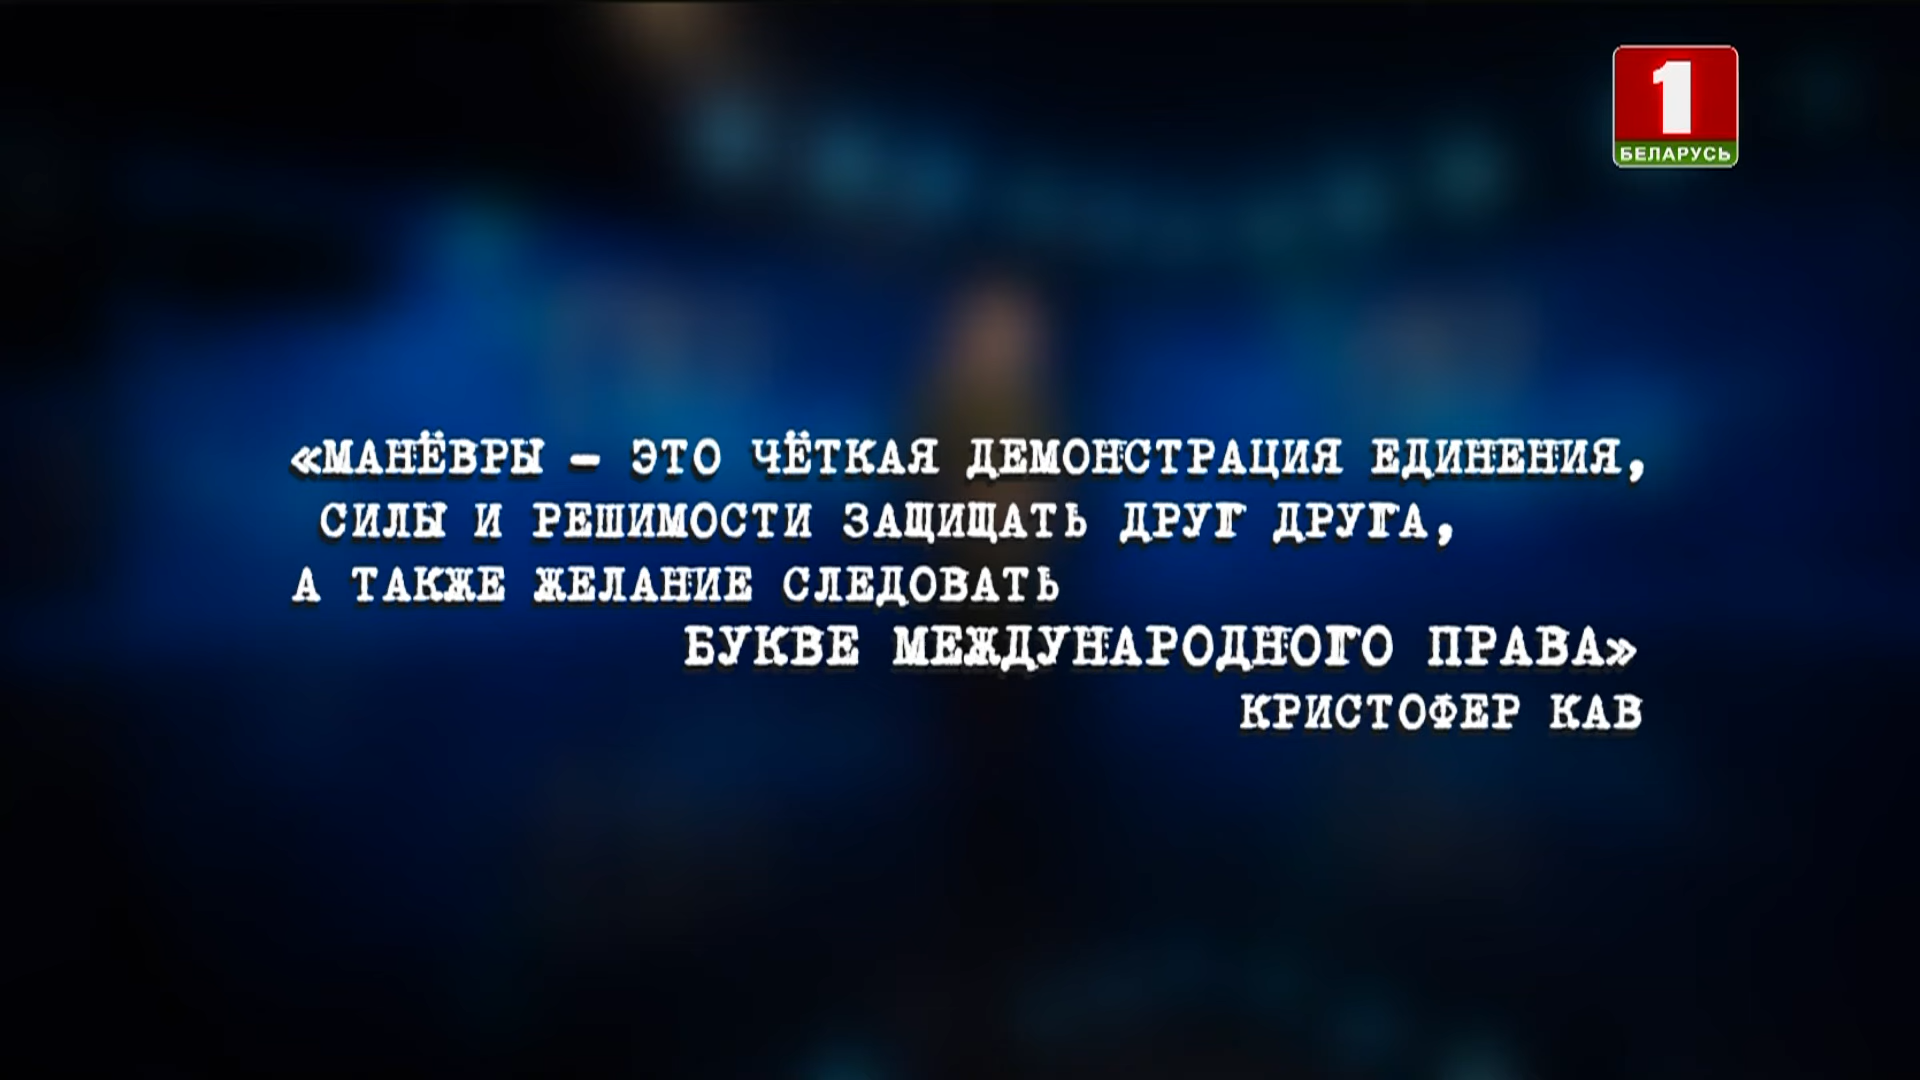 1
БЕЛАРУСЬ
«МАНЁВРЫ – ЭТО ЧЁТКАЯ ДЕМОНСТРАЦИЯ ЕДИНЕНИЯ,
СИЛЫ И РЕШИМОСТИ ЗАЩИЩАТЬ ДРУГ ДРУГА,
А ТАКЖЕ ЖЕЛАНИЕ СЛЕДОВАТЬ
БУКВЕ МЕЖДУНАРОДНОГО ПРАВА»
КРИСТОФЕР КАВ